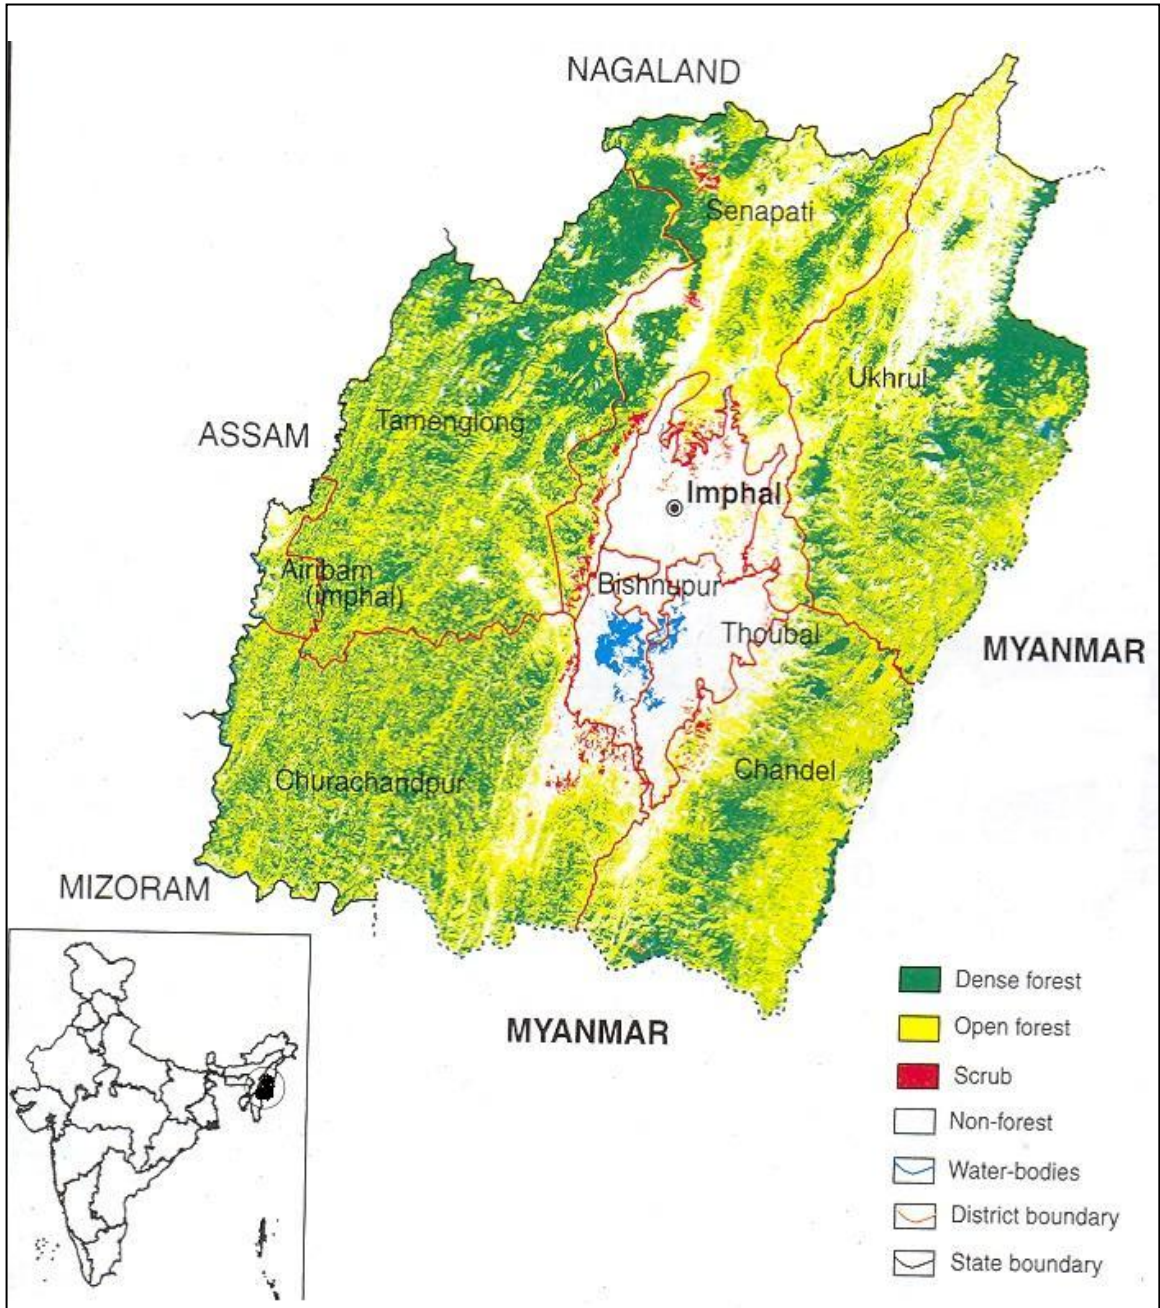 NAGALAND
Senapati
Ukhrul
Tamenglong
ASSAM
Imphal
Airibam
(imphal)
Bishnupur
Thoubal
MYANMAR
Churachandpur
Chandel
MIZORAM
MYANMAR
Dense forest
Open forest
Scrub
Non-forest
Water-bodies
District boundary
State boundary